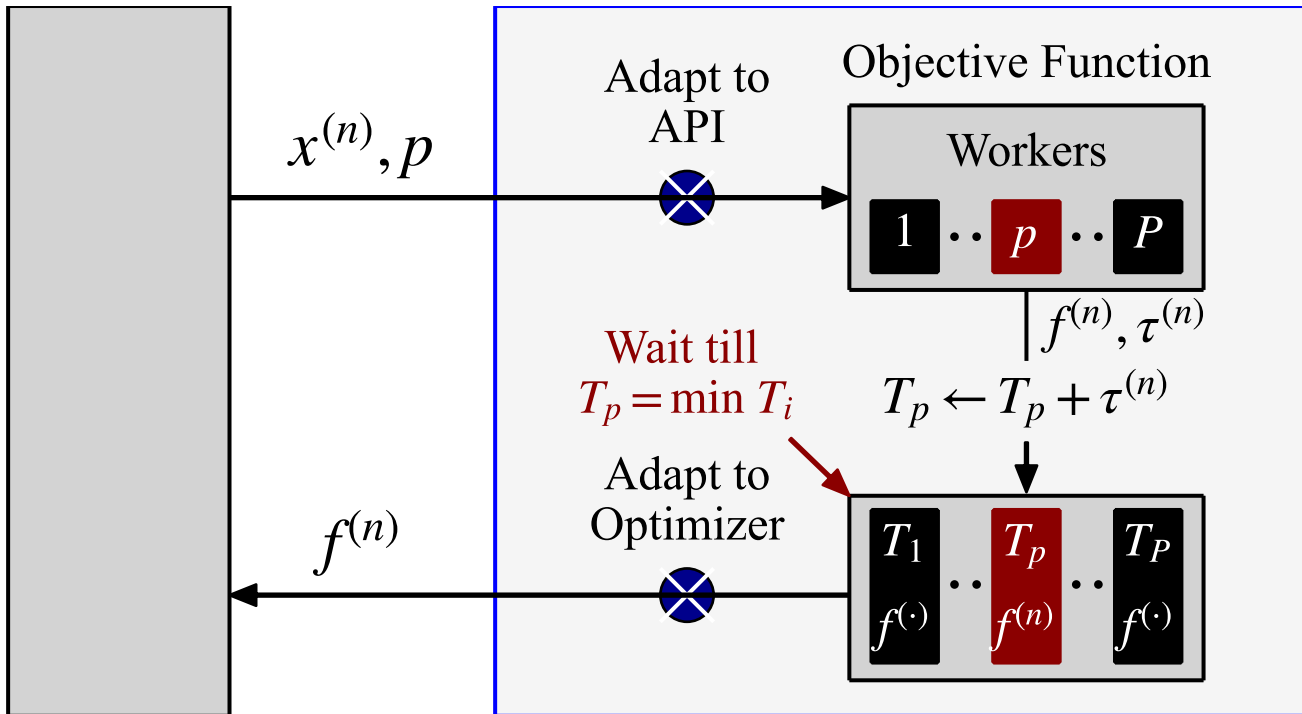 Objective Function
Adapt to
API
x^{(n)}, p
Workers
1 ·· p ·· P
f^{(n)}, τ^{(n)}
Wait till
T_p = min T_i
T_p ← T_p + τ^{(n)}
Adapt to
Optimizer
f^{(n)}
T_1 T_p T_P
·· ··
f^{(·)} f^{(n)} f^{(·)}